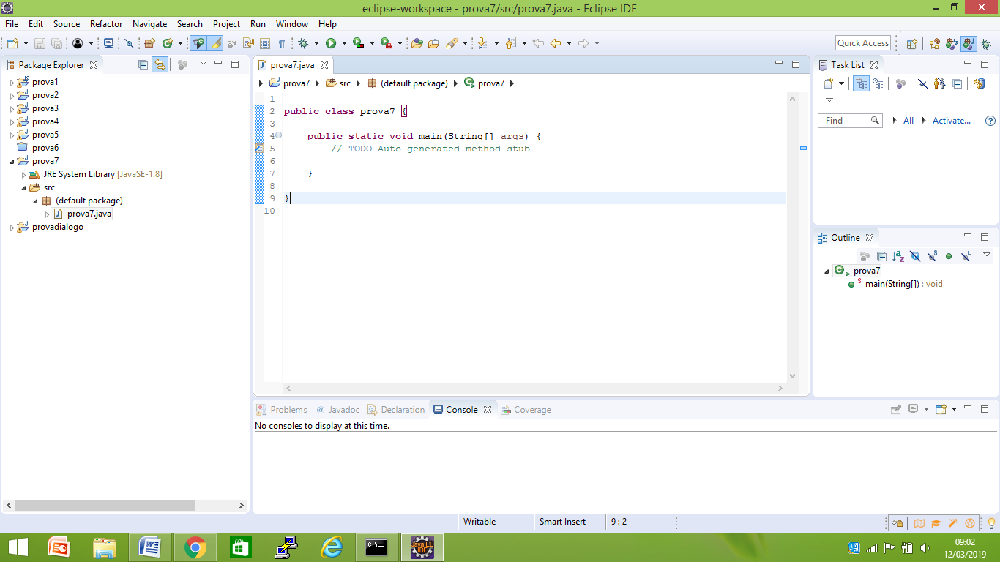 eclipse-workspace - prova7/src/prova7.java - Eclipse IDE
File Edit Source Refactor Navigate Search Project Run Window Help
Quick Access
Package Explorer
prova1
prova2
prova3
prova4
prova5
prova6
prova7
JRE System Library [JavaSE-1.8]
src
(default package)
prova7.java
provadialogo
prova7.java
prova7 src (default package) prova7
1
2 public class prova7 {
3
4 public static void main(String[] args) {
5 // TODO Auto-generated method stub
6
7 }
8
9 }
10
Task List
Find All Activate...
Outline
prova7
main(String[]) : void
Problems Javadoc Declaration Console Coverage
No consoles to display at this time.
Writable Smart Insert 9 : 2
Java EE
IDE
09:02
12/03/2019